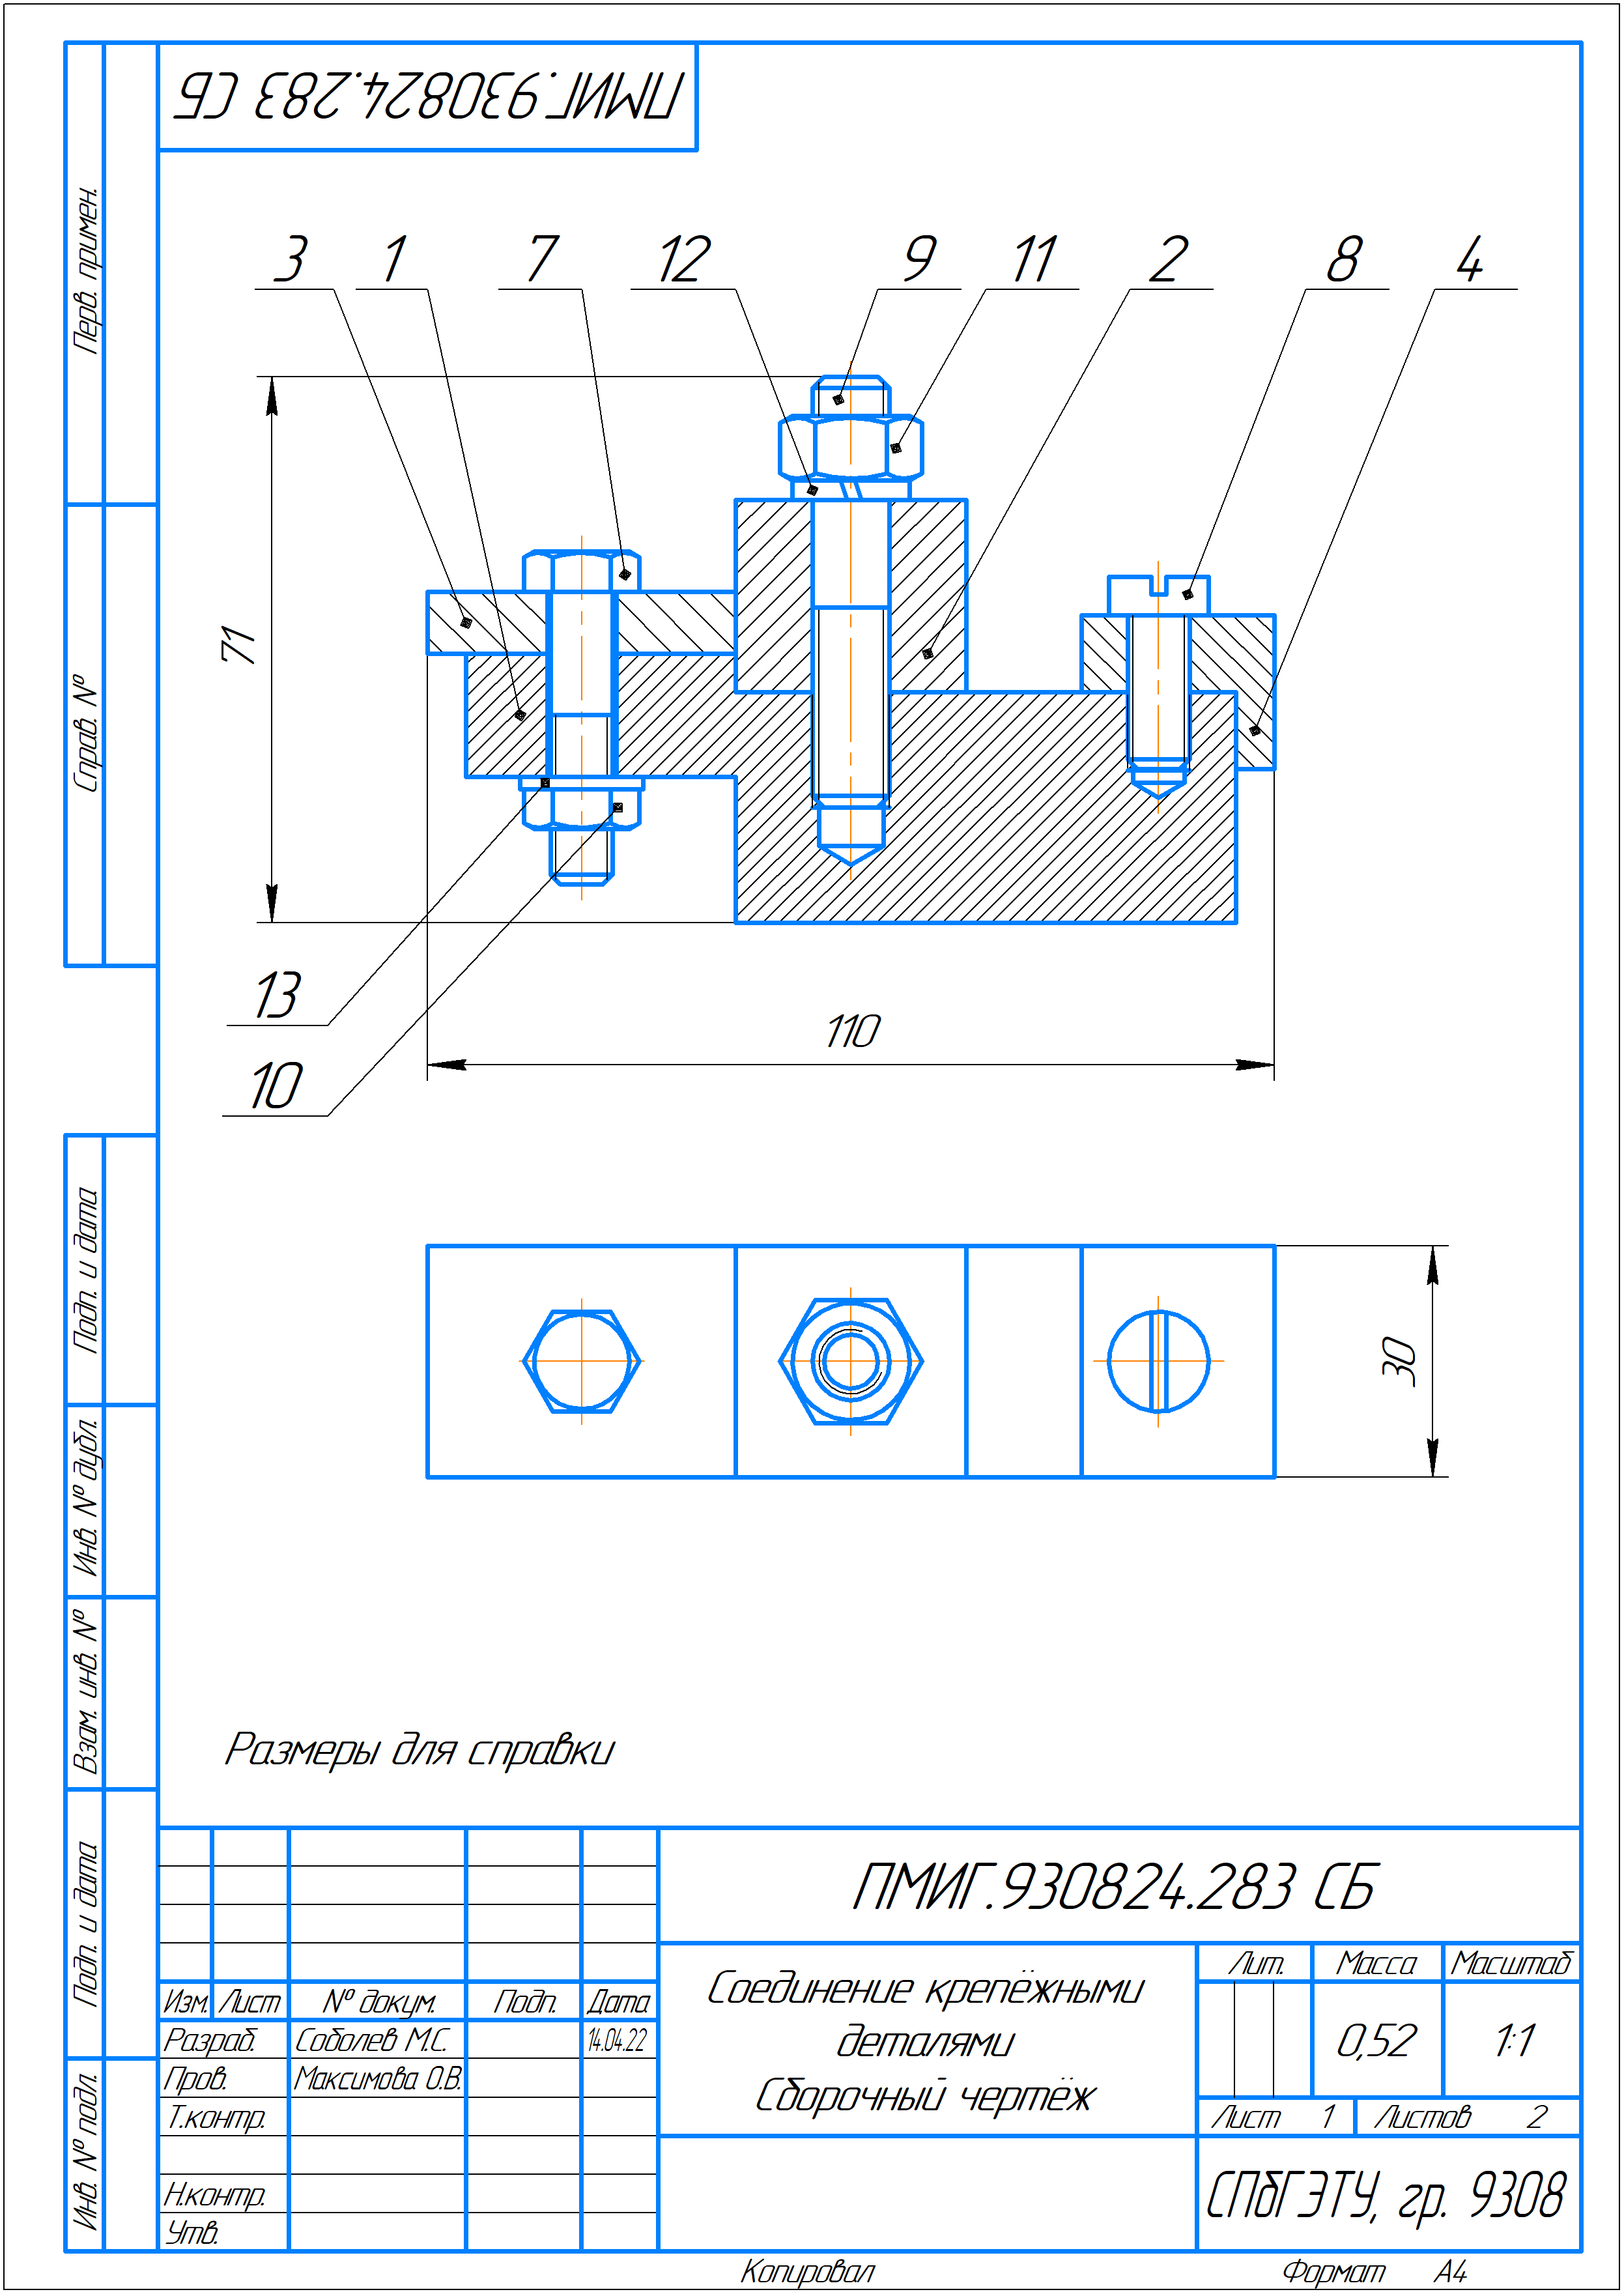 ПМИГ.930824.283 СБ
Перв. примен.
Справ. №
Подп. и дата
Инв. № дубл.
Взам. инв. №
Подп. и дата
Инв. № подл.
3 1 7 12 9 11 2 8 4
71
13
10
110
30
Размеры для справки
ПМИГ.930824.283 СБ
Соединение крепёжными
деталями
Сборочный чертёж
Лит. Масса Масштаб
0,52 1:1
Лист 1 Листов 2
СПбГЭТУ, гр. 9308
Изм. Лист № докум. Подп. Дата
Разраб. Соболев М.С. 14.04.22
Пров. Максимова О.В.
Т.контр.
Н.контр.
Утв.
Копировал Формат А4